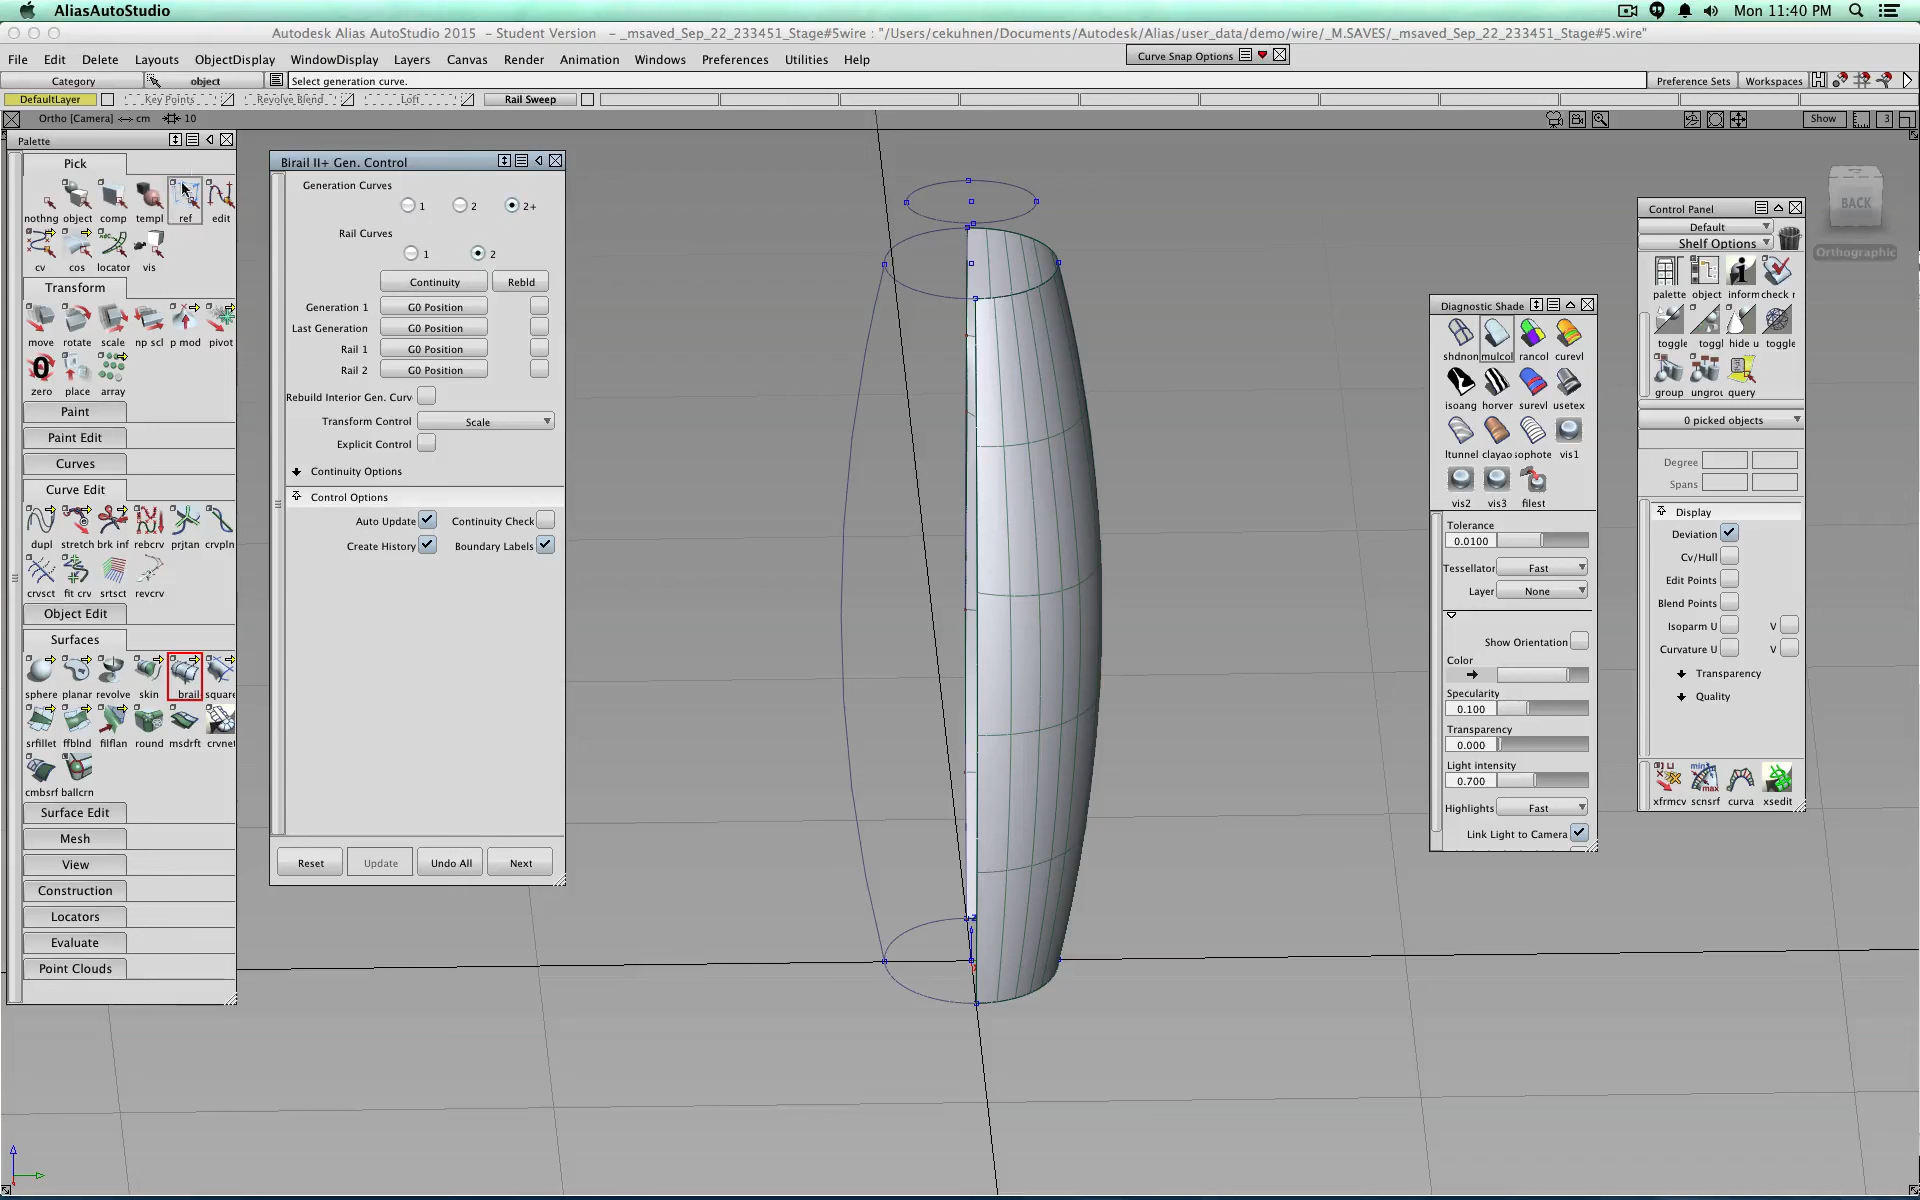 AliasAutoStudio
Mon 11:40 PM
Autodesk Alias AutoStudio 2015 - Student Version - _msaved_Sep_22_233451_Stage#5wire : "/Users/cekuhnen/Documents/Autodesk/Alias/user_data/demo/wire/_M.SAVES/_msaved_Sep_22_233451_Stage#5.wire"
File Edit Delete Layouts ObjectDisplay WindowDisplay Layers Canvas Render Animation Windows Preferences Utilities Help
Curve Snap Options
Category object Select generation curve. Preference Sets Workspaces
DefaultLayer Key Points Revolve Blend Loft Rail Sweep
Ortho [Camera] cm 10 Show 3
Palette
Pick
nothng object comp templ ref edit
cv cos locator vis
Transform
move rotate scale np scl p mod pivot
zero place array
Paint
Paint Edit
Curves
Curve Edit
dupl stretch brk inf rebcrv prjtan crvpln
crvsct fit crv srtsct revcrv
Object Edit
Surfaces
sphere planar revolve skin brail square
srfillet ffblnd filflan round msdrft crvnet
cmbsrf ballcrn
Surface Edit
Mesh
View
Construction
Locators
Evaluate
Point Clouds
Birail II+ Gen. Control
Generation Curves
1 2 2+
Rail Curves
1 2
Continuity Rebld
Generation 1 G0 Position
Last Generation G0 Position
Rail 1 G0 Position
Rail 2 G0 Position
Rebuild Interior Gen. Curv
Transform Control Scale
Explicit Control
Continuity Options
Control Options
Auto Update Continuity Check
Create History Boundary Labels
Reset Update Undo All Next
Diagnostic Shade
shdnon mulcol rancol curevl
isoang horver surevl usetex
ltunnel clayao isophote vis1
vis2 vis3 filest
Tolerance
0.0100
Tessellator Fast
Layer None
Show Orientation
Color
Specularity
0.100
Transparency
0.000
Light intensity
0.700
Highlights Fast
Link Light to Camera
BACK
Orthographic
Control Panel
Default
Shelf Options
palette object inform check r
toggle toggl hide u toggle
group ungrou query
0 picked objects
Degree
Spans
Display
Deviation
Cv/Hull
Edit Points
Blend Points
Isoparm U V
Curvature U V
Transparency
Quality
xfrmcv scnsrf curva xsedit